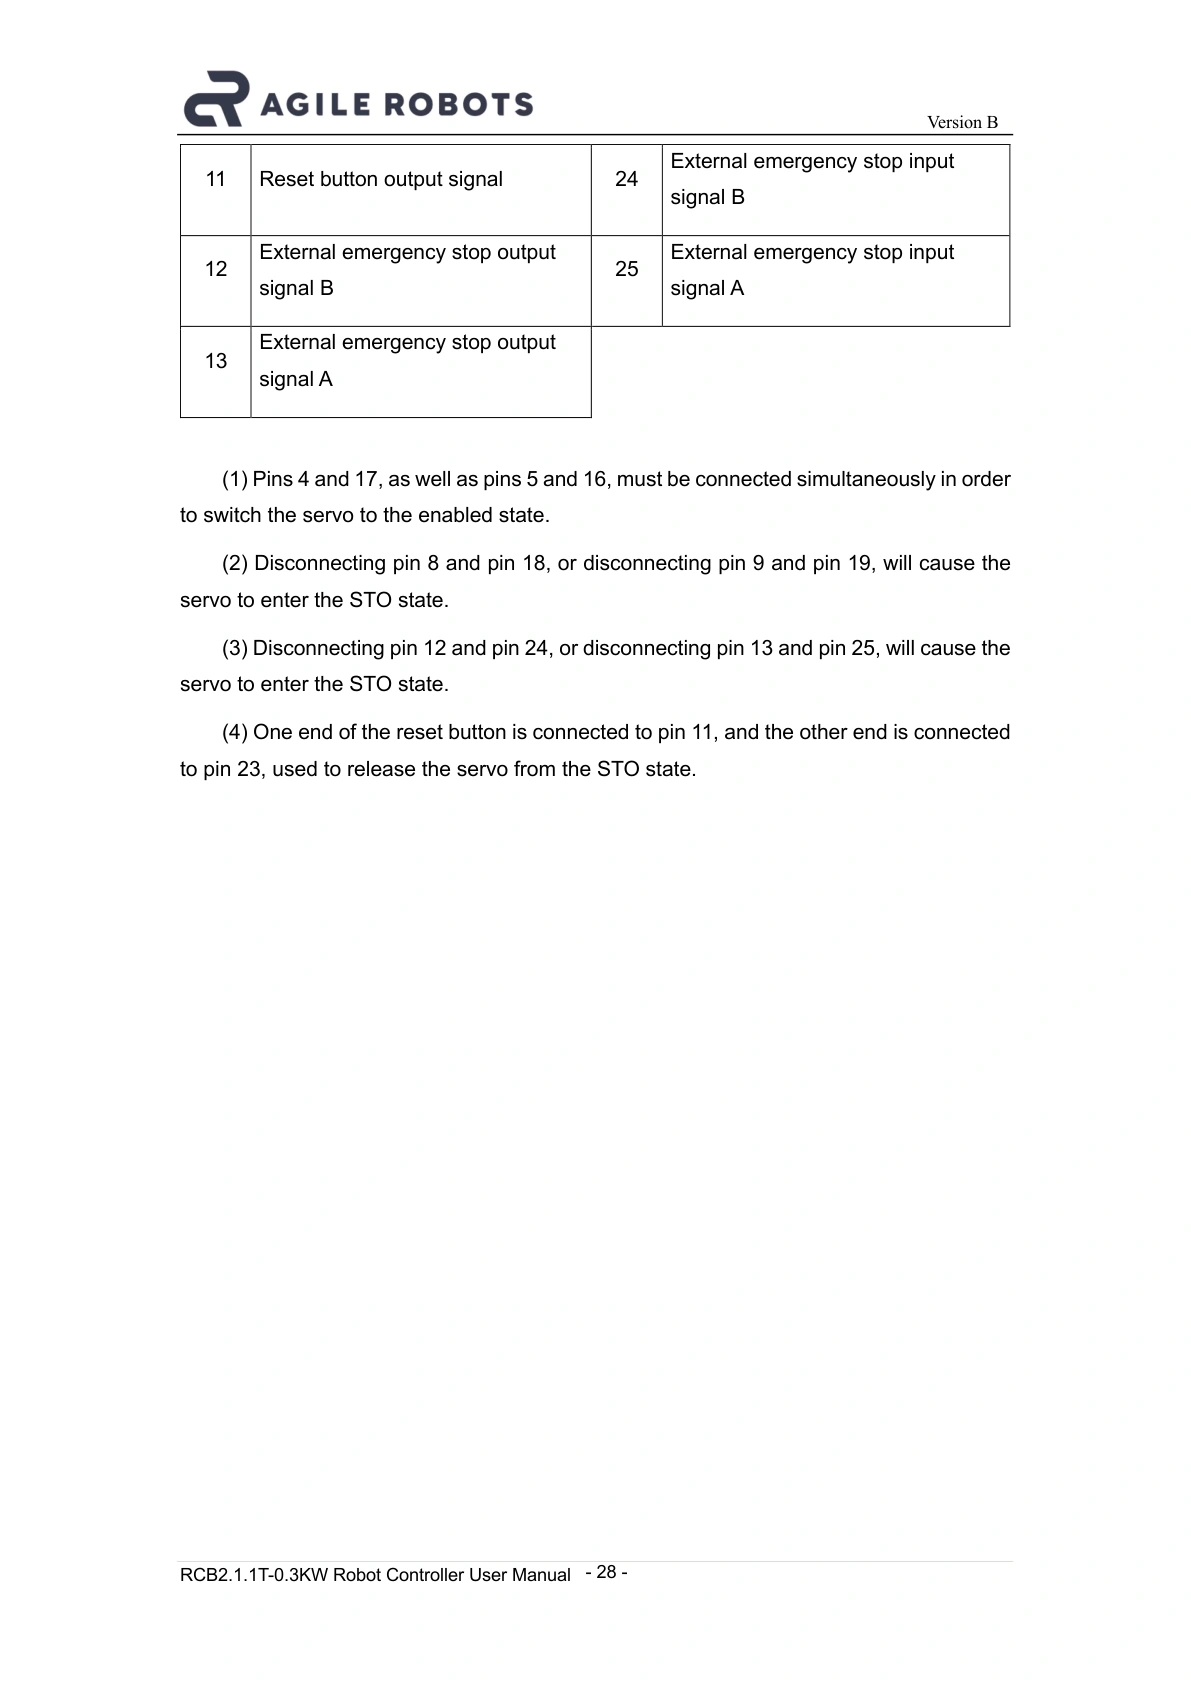 AGILE ROBOTS
Version B
11 Reset button output signal 24 External emergency stop input
signal B
12 External emergency stop output
signal B
25 External emergency stop input
signal A
13 External emergency stop output
signal A
(1) Pins 4 and 17, as well as pins 5 and 16, must be connected simultaneously in order
to switch the servo to the enabled state.
(2) Disconnecting pin 8 and pin 18, or disconnecting pin 9 and pin 19, will cause the
servo to enter the STO state.
(3) Disconnecting pin 12 and pin 24, or disconnecting pin 13 and pin 25, will cause the
servo to enter the STO state.
(4) One end of the reset button is connected to pin 11, and the other end is connected
to pin 23, used to release the servo from the STO state.
RCB2.1.1T-0.3KW Robot Controller User Manual - 28 -